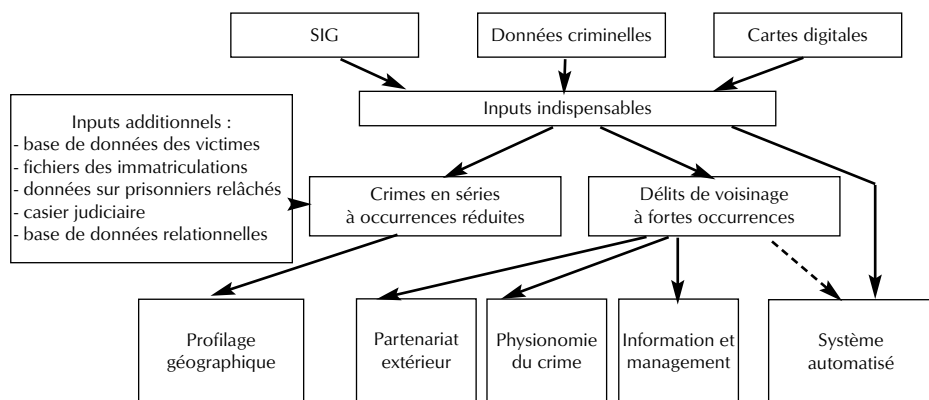 SIG
Données criminelles
Cartes digitales
Inputs indispensables
Inputs additionnels :
- base de données des victimes
- fichiers des immatriculations
- données sur prisonniers relâchés
- casier judiciaire
- base de données relationnelles
Crimes en séries
à occurrences réduites
Délits de voisinage
à fortes occurrences
Profilage
géographique
Partenariat
extérieur
Physionomie
du crime
Information et
management
Système
automatisé